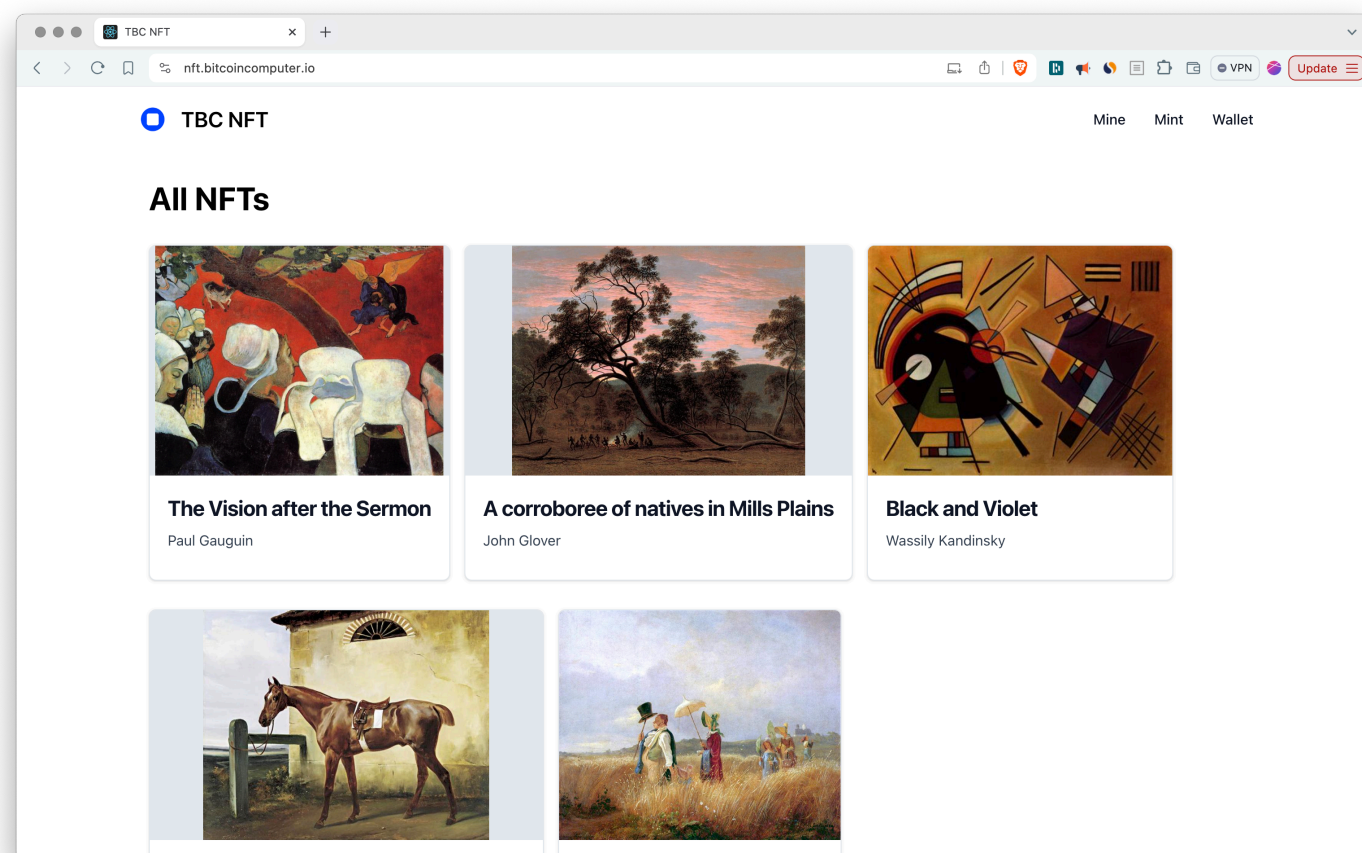 TBC NFT
nft.bitcoincomputer.io
VPN
Update
TBC NFT
Mine Mint Wallet
All NFTs
The Vision after the Sermon
Paul Gauguin
A corroboree of natives in Mills Plains
John Glover
Black and Violet
Wassily Kandinsky